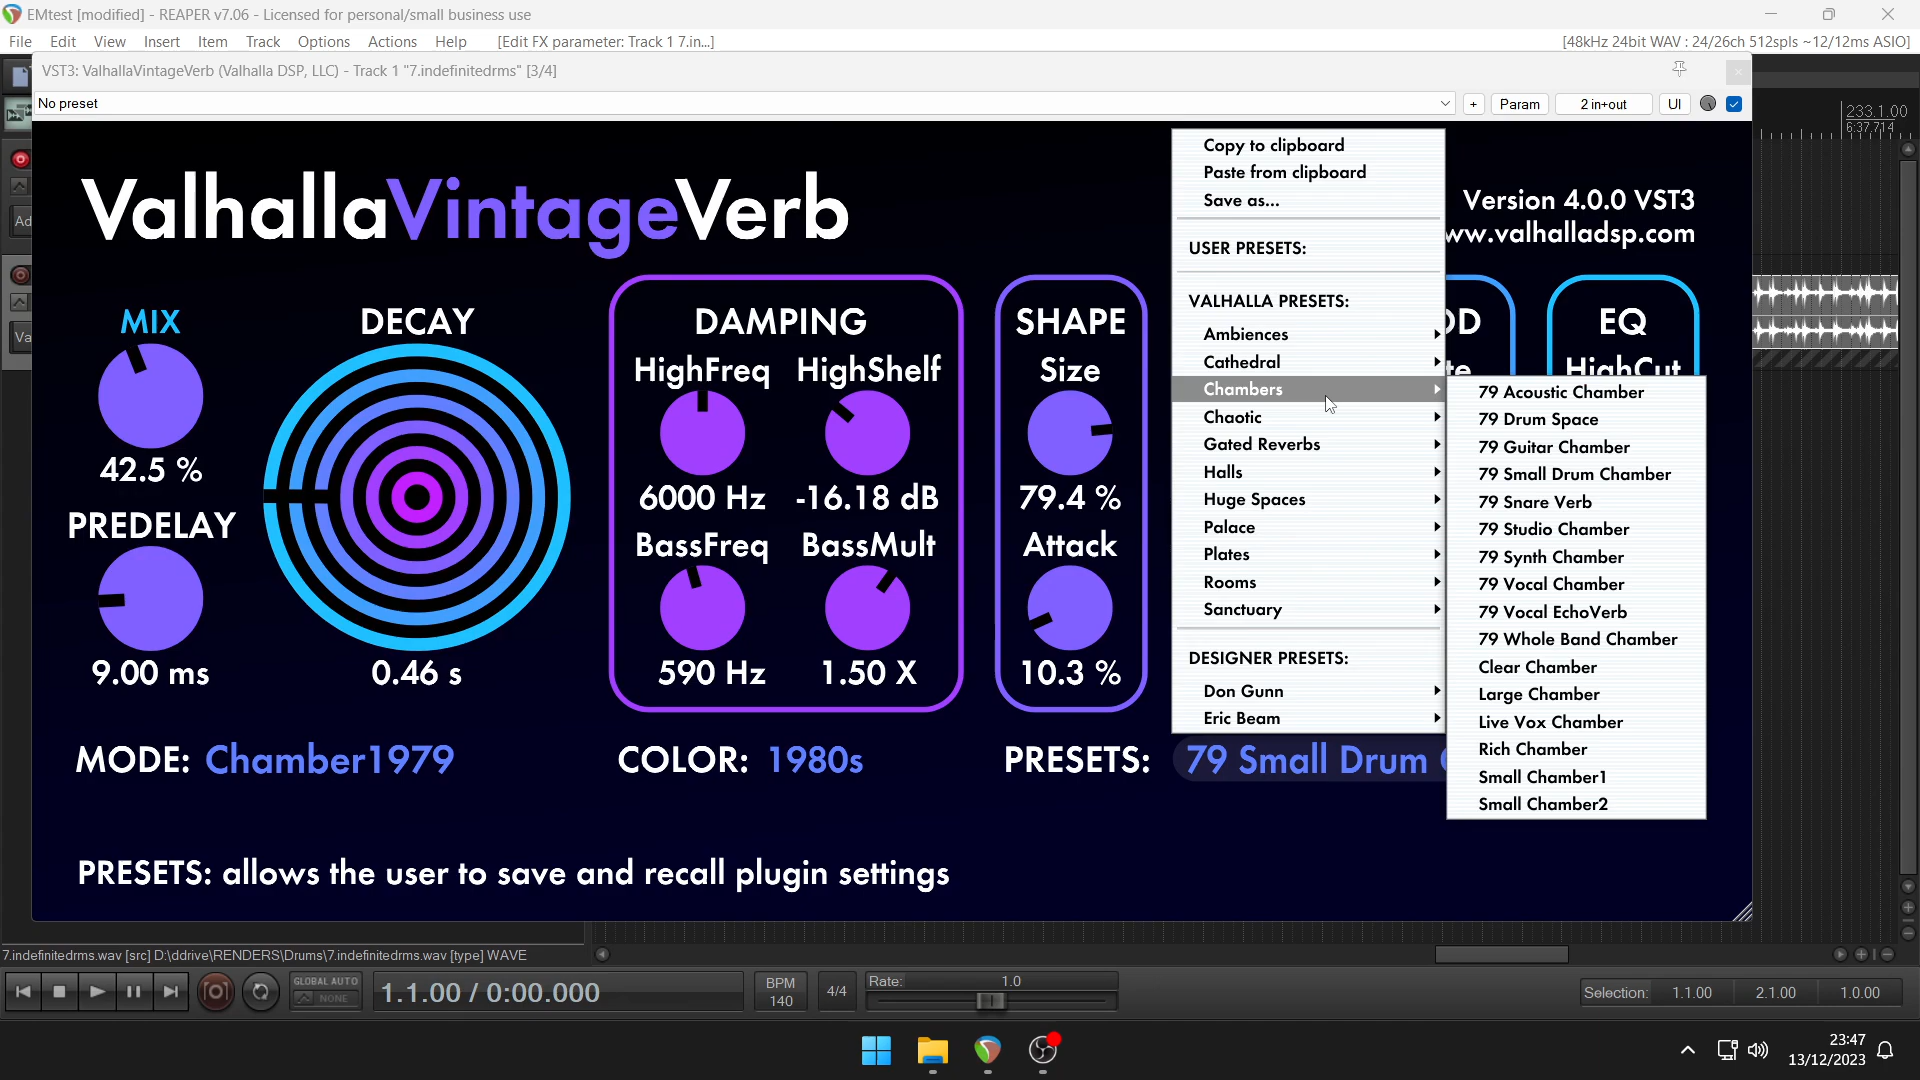 EMtest [modified] - REAPER v7.06 - Licensed for personal/small business use
File Edit View Insert Item Track Options Actions Help [Edit FX parameter: Track 1 7.in...] [48kHz 24bit WAV : 24/26ch 512spls ~12/12ms ASIO]
VST3: ValhallaVintageVerb (Valhalla DSP, LLC) - Track 1 "7.indefinitedrms" [3/4]
No preset + Param 2 in+out UI
233.1.00
6:37.714
ValhallaVintageVerb
Version 4.0.0 VST3
ww.valhalladsp.com
MIX
42.5 %
PREDELAY
9.00 ms
DECAY
0.46 s
DAMPING
HighFreq HighShelf
6000 Hz -16.18 dB
BassFreq BassMult
590 Hz 1.50 X
SHAPE
Size
79.4 %
Attack
10.3 %
EQ
HighCut
Copy to clipboard
Paste from clipboard
Save as...
USER PRESETS:
VALHALLA PRESETS:
Ambiences
Cathedral
Chambers
Chaotic
Gated Reverbs
Halls
Huge Spaces
Palace
Plates
Rooms
Sanctuary
DESIGNER PRESETS:
Don Gunn
Eric Beam
79 Acoustic Chamber
79 Drum Space
79 Guitar Chamber
79 Small Drum Chamber
79 Snare Verb
79 Studio Chamber
79 Synth Chamber
79 Vocal Chamber
79 Vocal EchoVerb
79 Whole Band Chamber
Clear Chamber
Large Chamber
Live Vox Chamber
Rich Chamber
Small Chamber1
Small Chamber2
MODE: Chamber1979 COLOR: 1980s PRESETS: 79 Small Drum
PRESETS: allows the user to save and recall plugin settings
7.indefinitedrms.wav [src] D:\ddrive\RENDERS\Drums\7.indefinitedrms.wav [type] WAVE
GLOBAL AUTO
NONE
1.1.00 / 0:00.000
BPM
140
4/4
Rate: 1.0
Selection: 1.1.00 2.1.00 1.0.00
23:47
13/12/2023